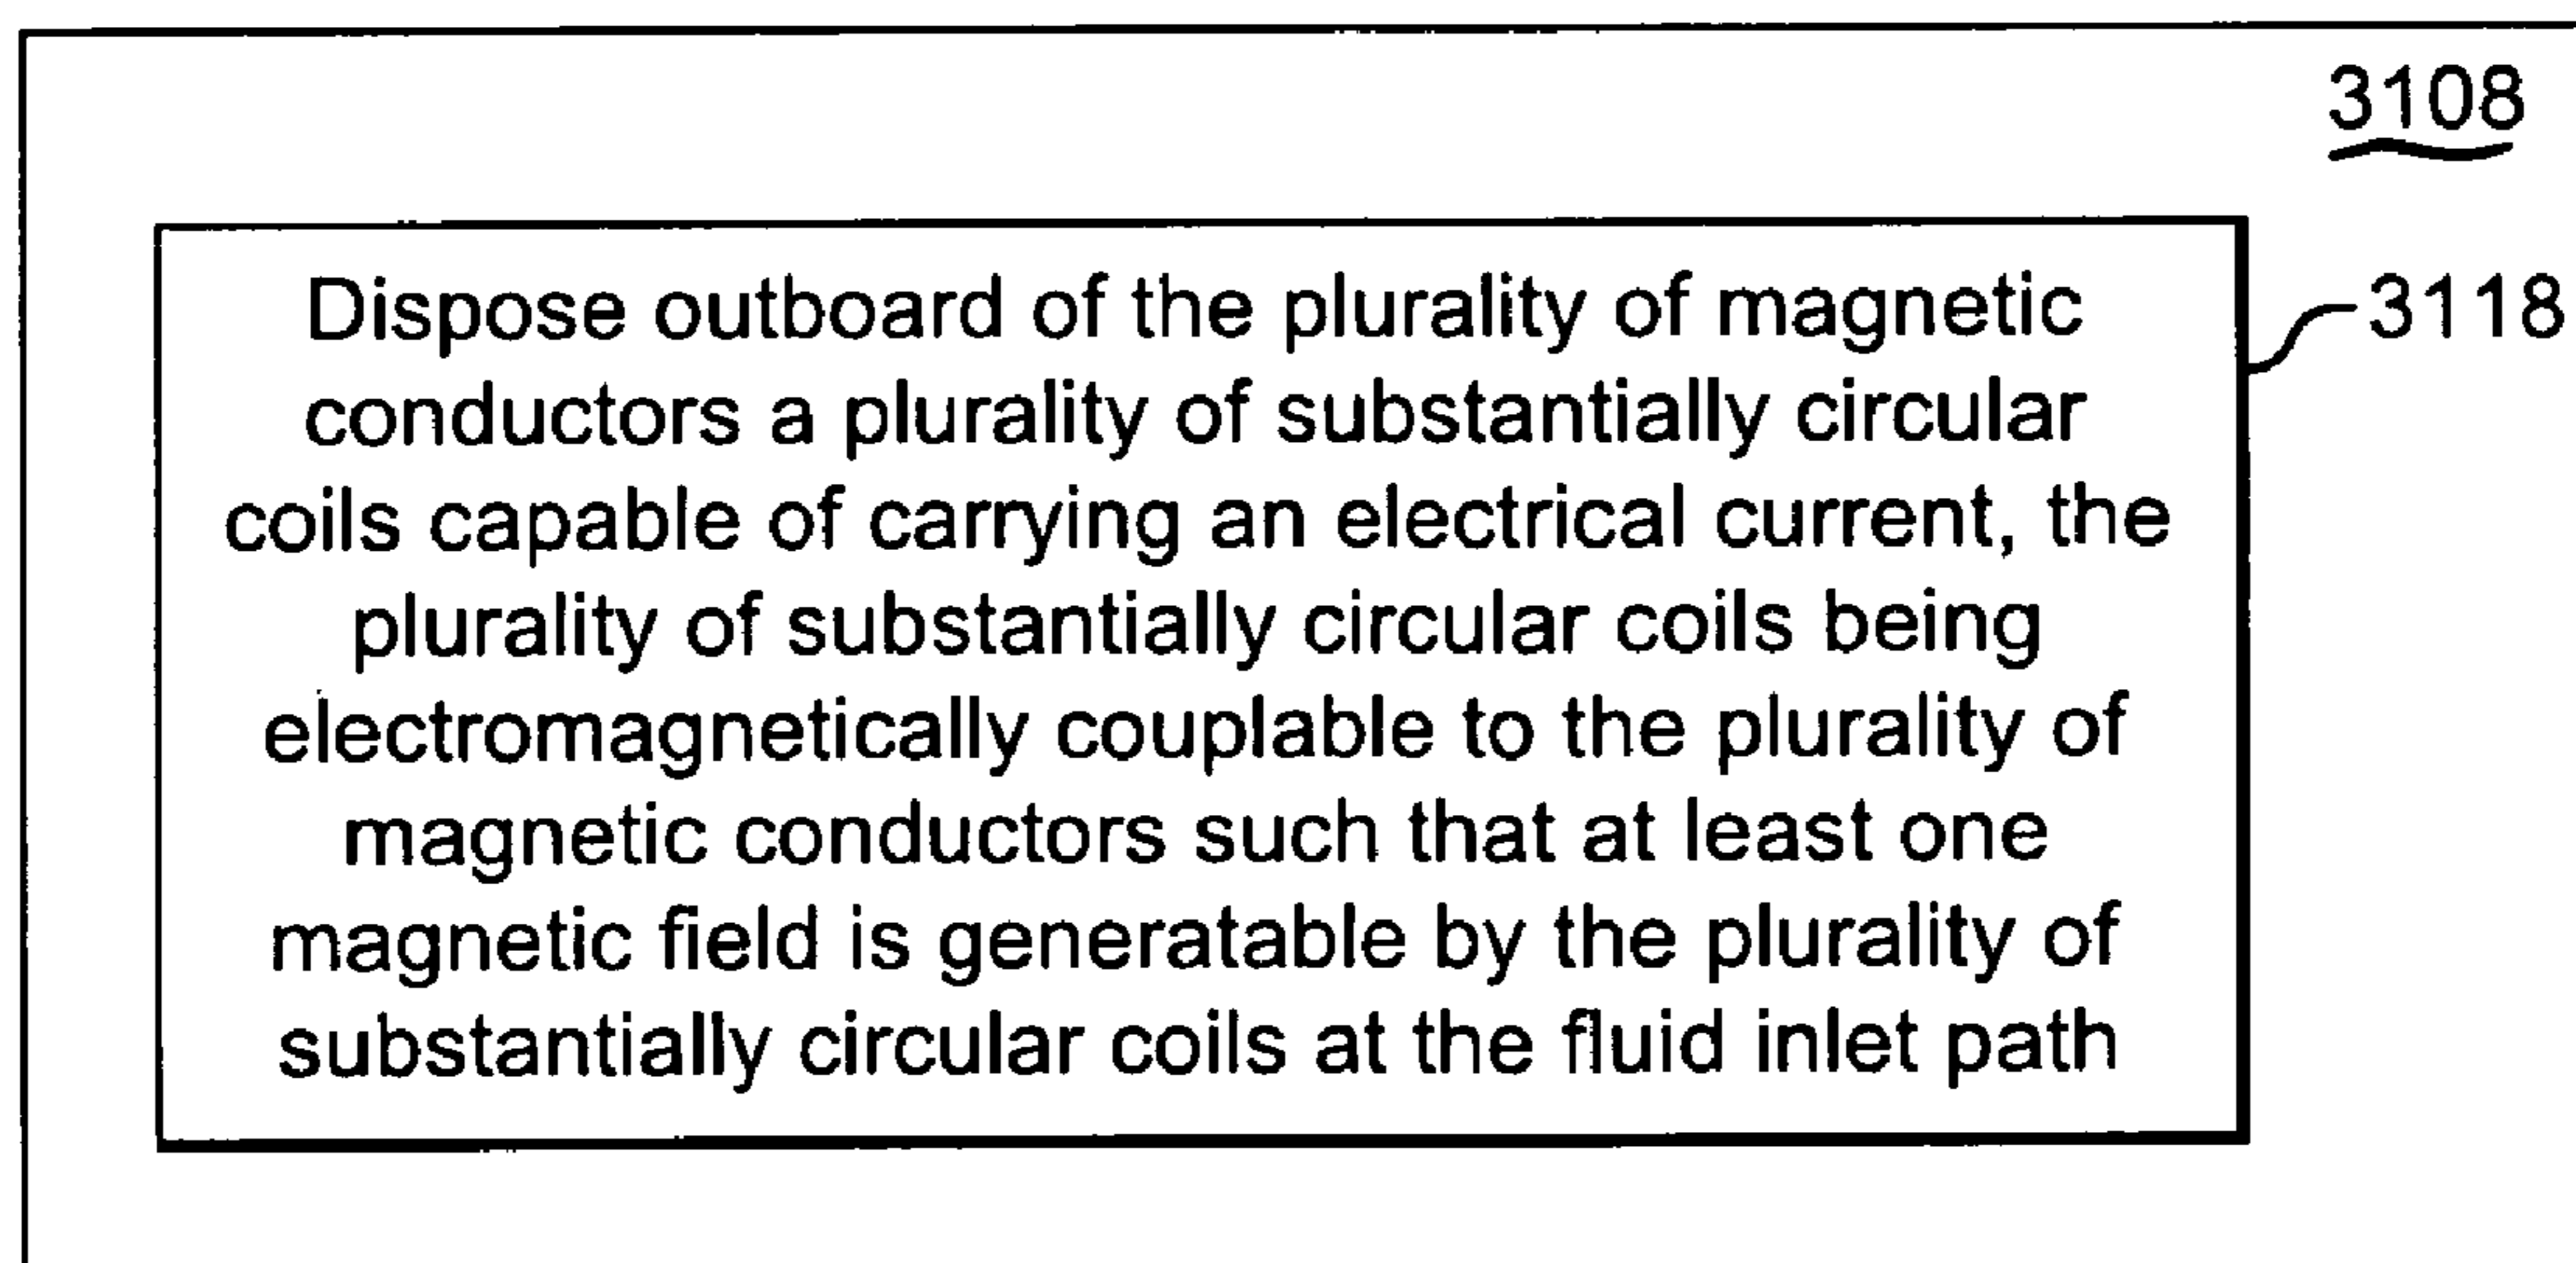 3108
Dispose outboard of the plurality of magnetic
conductors a plurality of substantially circular
coils capable of carrying an electrical current, the
plurality of substantially circular coils being
electromagnetically couplable to the plurality of
magnetic conductors such that at least one
magnetic field is generatable by the plurality of
substantially circular coils at the fluid inlet path
3118